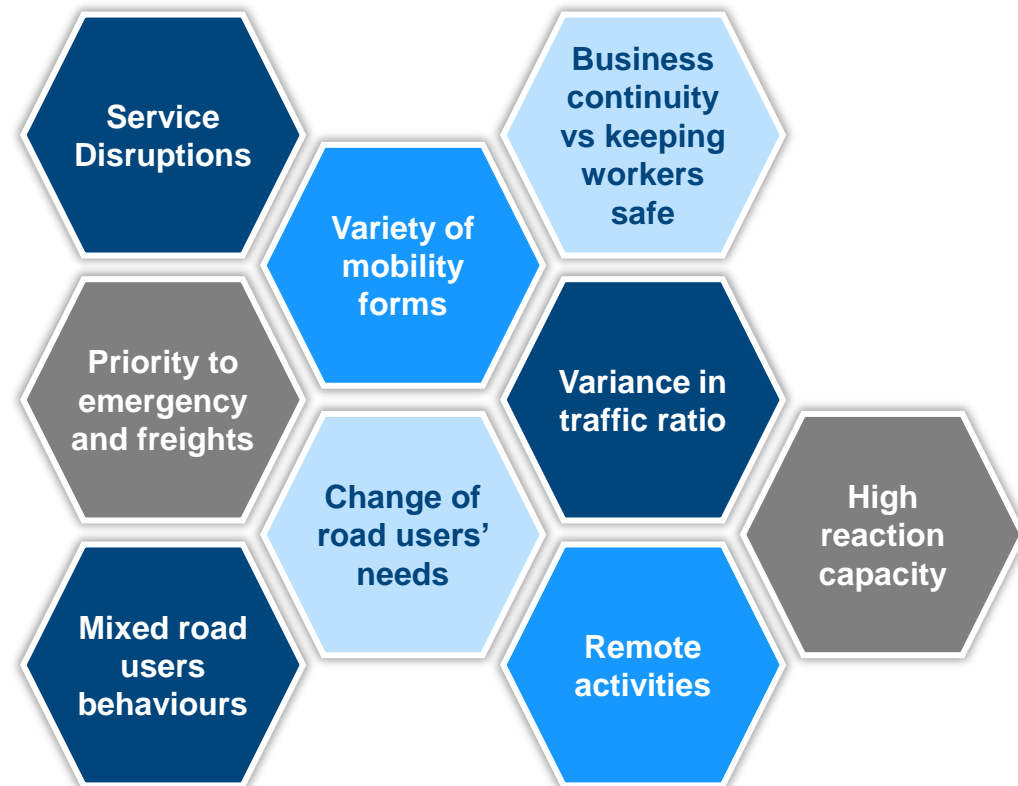 Service
Disruptions
Business
continuity
vs keeping
workers
safe
Variety of
mobility
forms
Priority to
emergency
and freights
Variance in
traffic ratio
Change of
road users’
needs
High
reaction
capacity
Mixed road
users
behaviours
Remote
activities